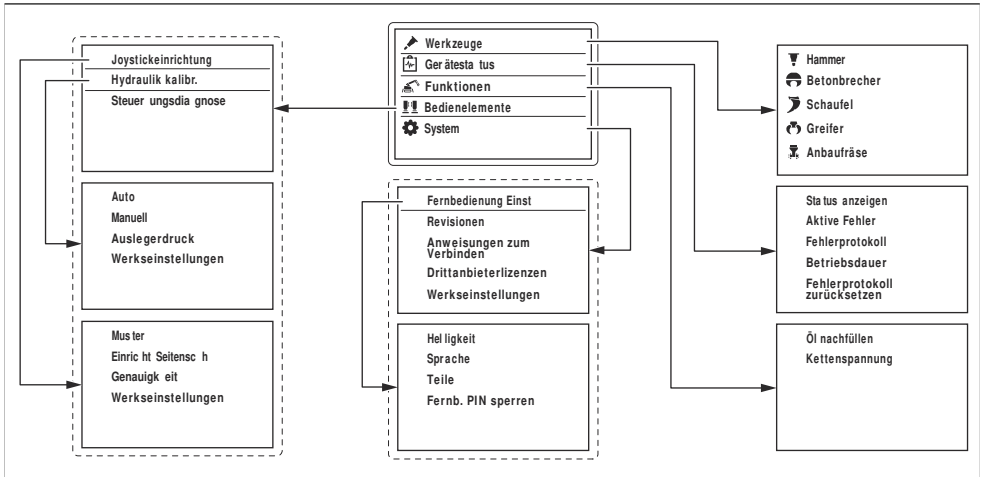 Werkzeuge
Gerätestatus
Funktionen
Bedienelemente
System
Joystickeinrichtung
Hydraulik kalibr.
Steuerungsdiagnose
Auto
Manuell
Auslegerdruck
Werkseinstellungen
Muster
Einricht Seitensch
Genauigkeit
Werkseinstellungen
Fernbedienung Einst
Revisionen
Anweisungen zum
Verbinden
Drittanbieterlizenzen
Werkseinstellungen
Helligkeit
Sprache
Teile
Fernb. PIN sperren
Hammer
Betonbrecher
Schaufel
Greifer
Anbaufräse
Status anzeigen
Aktive Fehler
Fehlerprotokoll
Betriebsdauer
Fehlerprotokoll
zurücksetzen
Öl nachfüllen
Kettenspannung